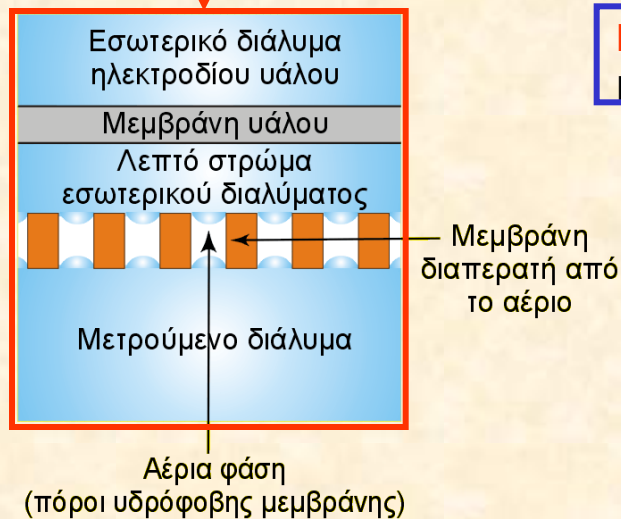 Εσωτερικό διάλυμα
ηλεκτροδίου υάλου
Μεμβράνη υάλου
Λεπτό στρώμα
εσωτερικού διαλύματος
Μεμβράνη
διαπερατή από
το αέριο
Μετρούμενο διάλυμα
Αέρια φάση
(πόροι υδρόφοβης μεμβράνης)